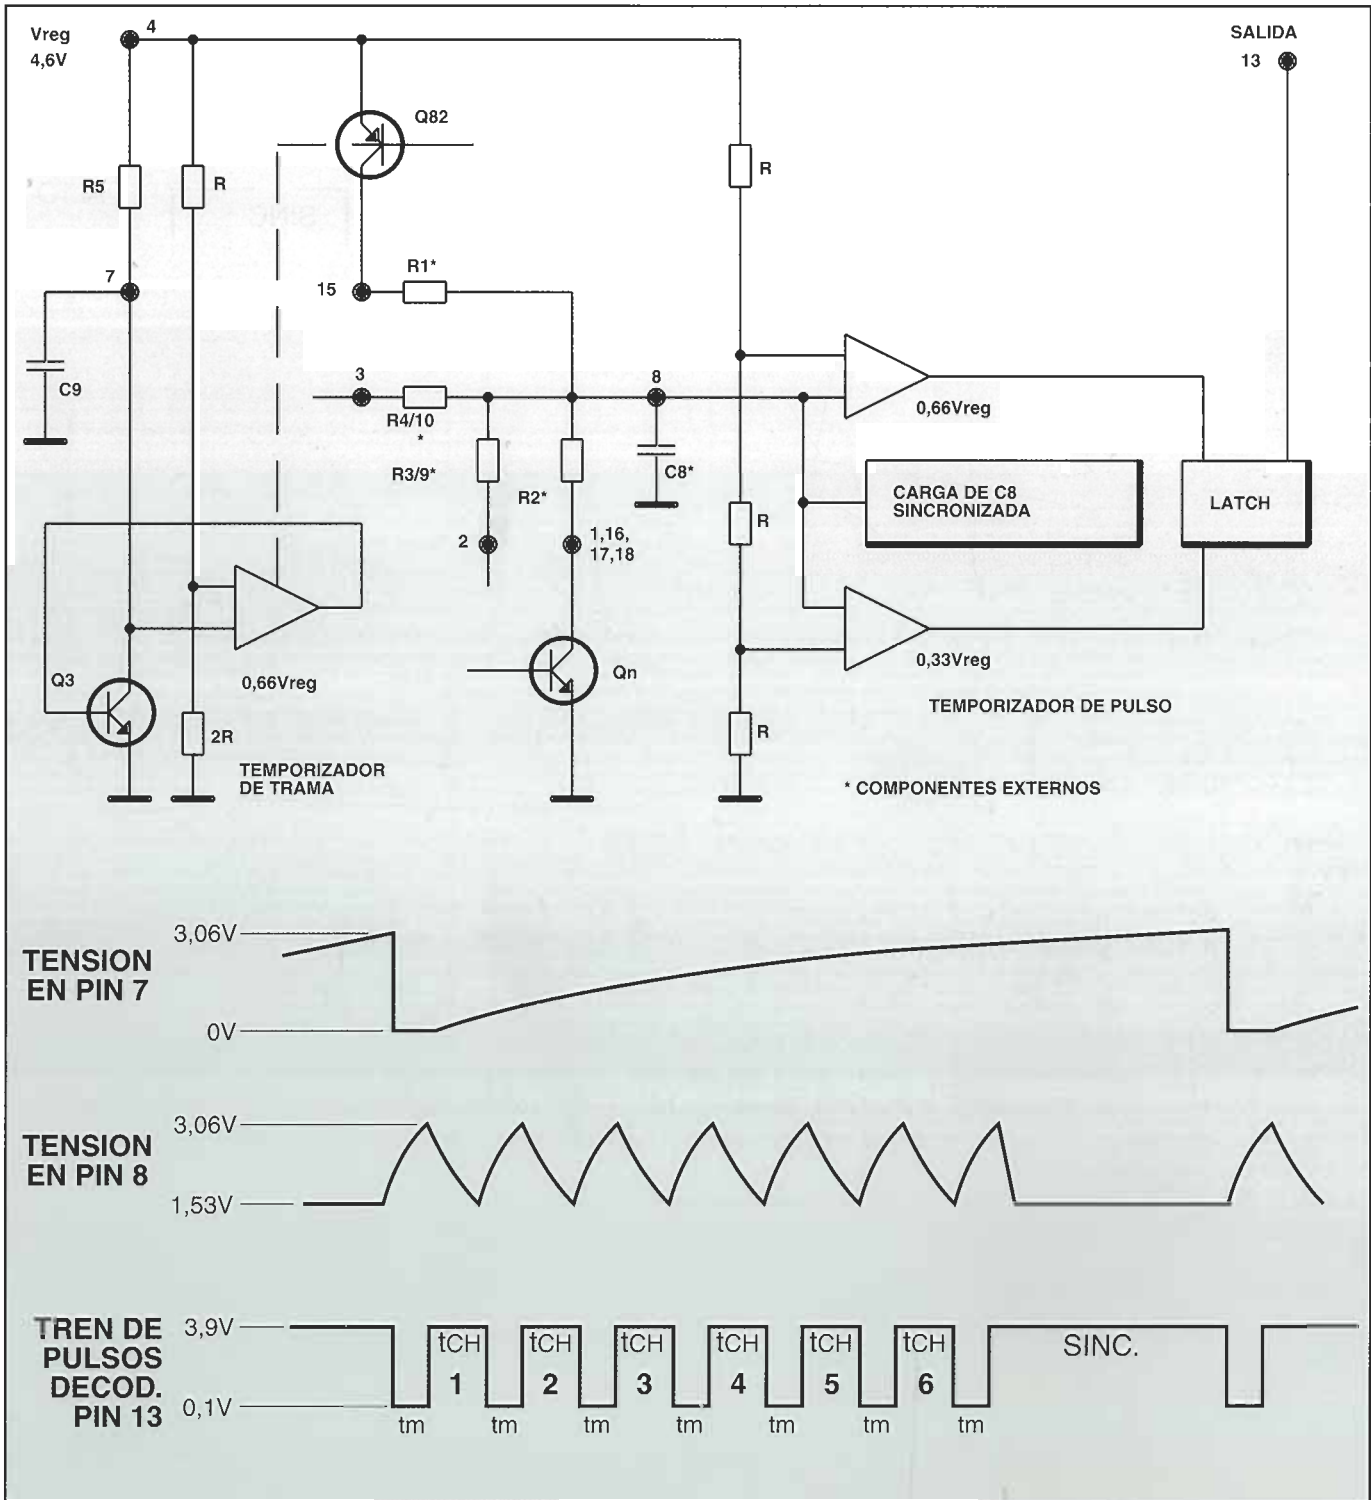 Vreg
4,6V
4
SALIDA
13
Q82
R5
R
R
7
15
R1*
C9
3
R4/10
*
8
0,66Vreg
R3/9*
R2*
C8*
CARGA DE C8
SINCRONIZADA
LATCH
R
2
1,16,
17,18
Q3
0,66Vreg
Qn
0,33Vreg
TEMPORIZADOR DE PULSO
2R
R
TEMPORIZADOR
DE TRAMA
* COMPONENTES EXTERNOS
TENSION
EN PIN 7
3,06V
0V
TENSION
EN PIN 8
3,06V
1,53V
TREN DE
PULSOS
DECOD.
PIN 13
3,9V
0,1V
tCH
1
tCH
2
tCH
3
tCH
4
tCH
5
tCH
6
SINC.
tm
tm
tm
tm
tm
tm
tm